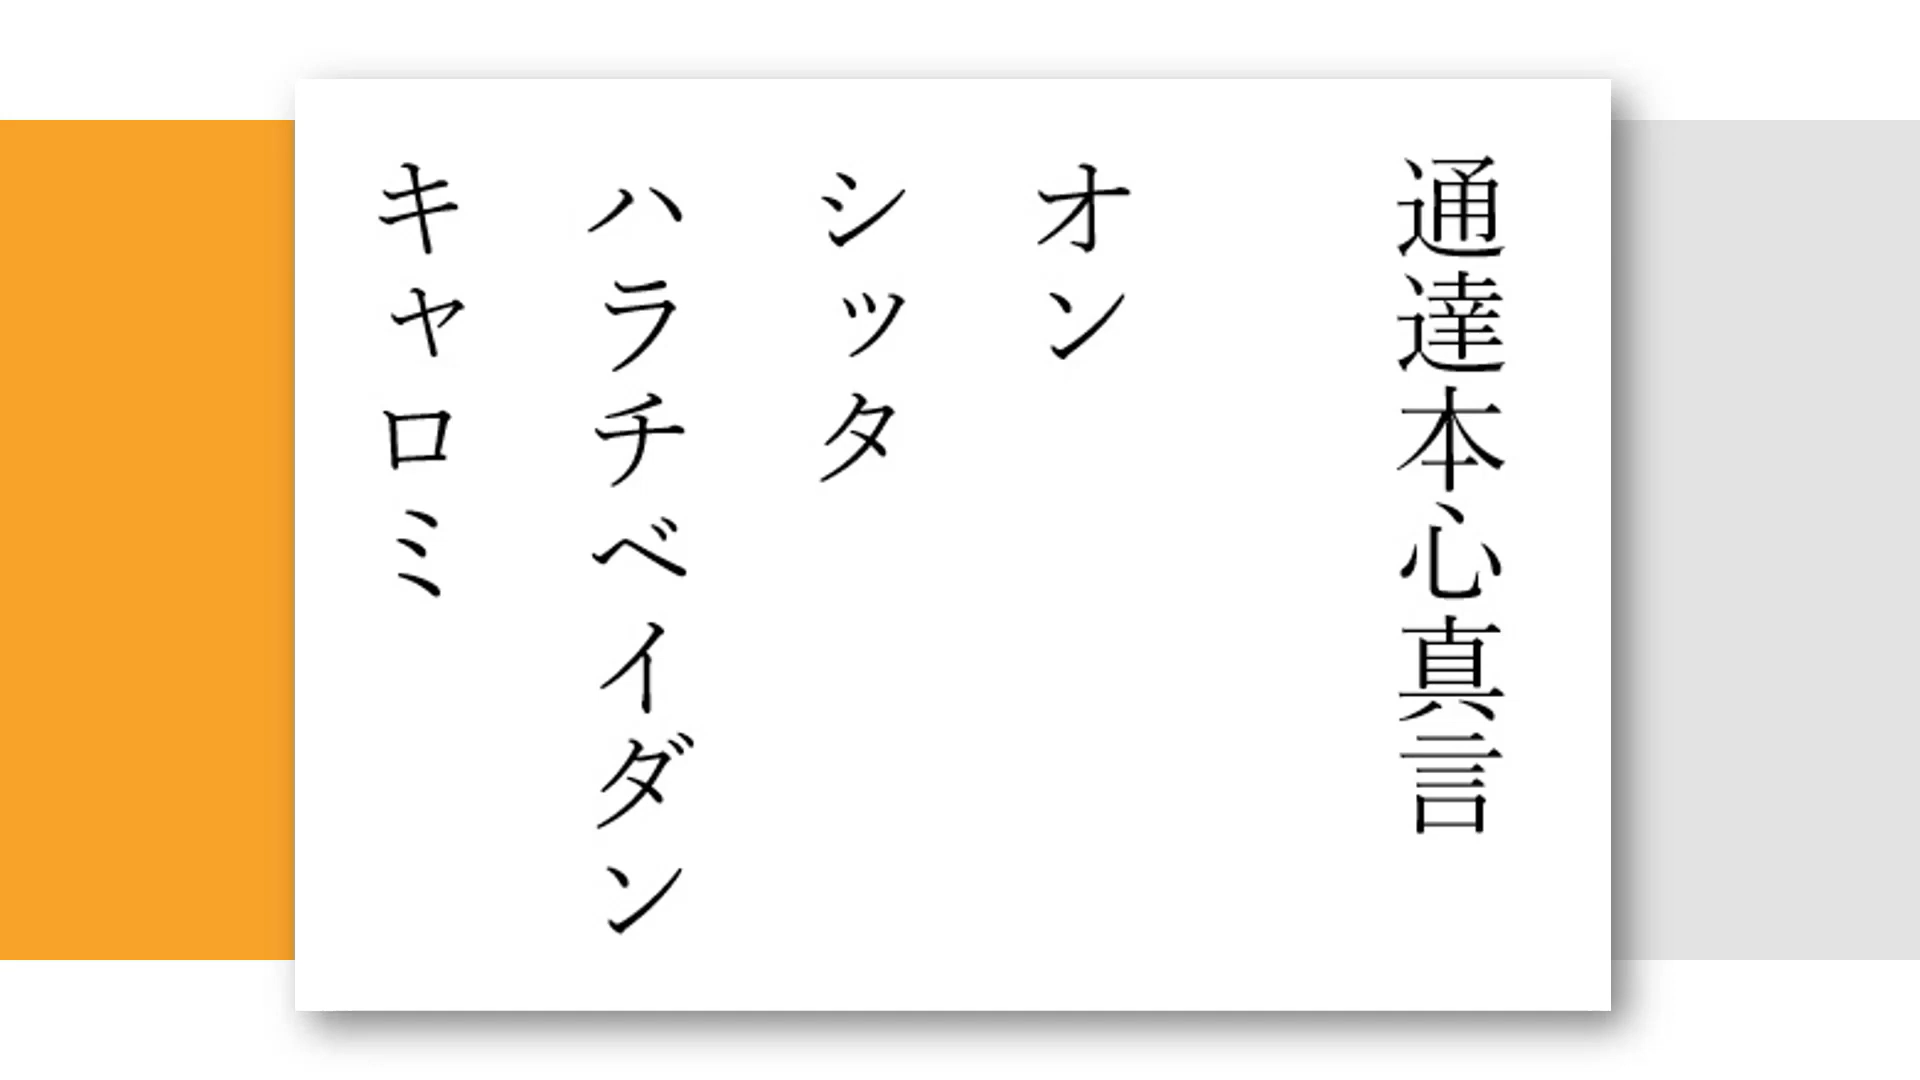 通達本心真言
オン
シッタ
ハラチベイダン
キャロミ